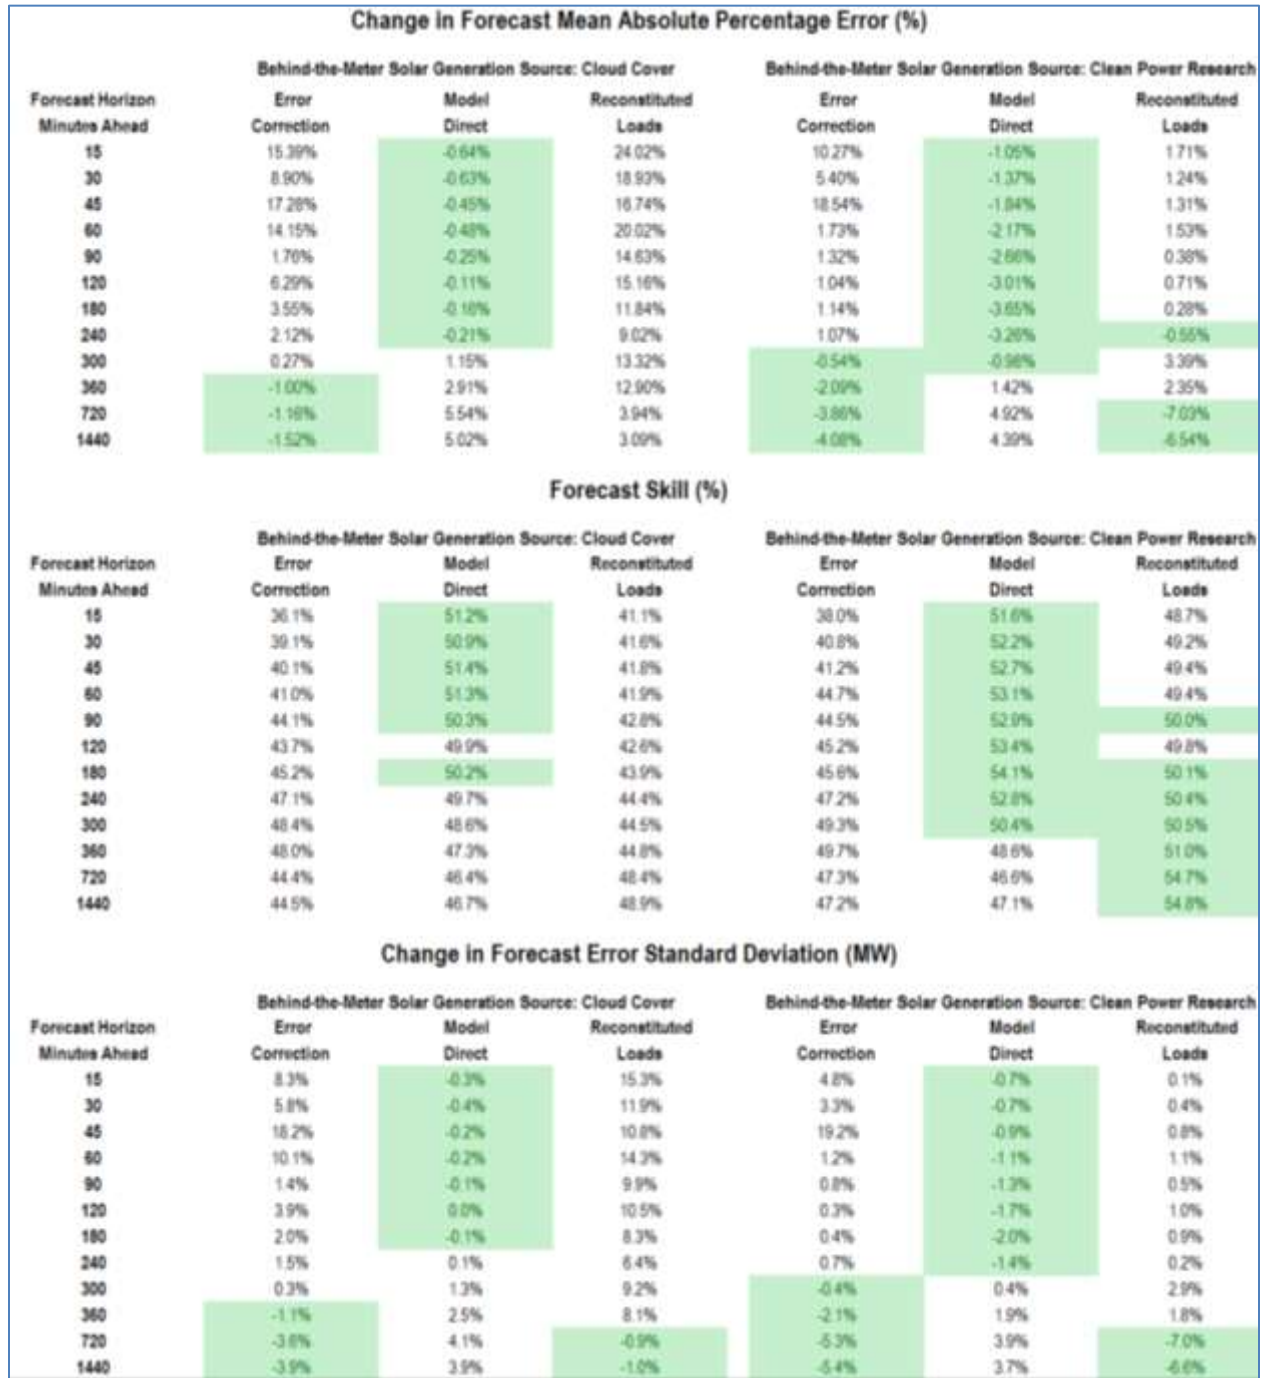 Change in Forecast Mean Absolute Percentage Error (%)
Behind-the-Meter Solar Generation Source: Cloud Cover Behind-the-Meter Solar Generation Source: Clean Power Research
Forecast Horizon Error Model Reconstituted Error Model Reconstituted
Minutes Ahead Correction Direct Loads Correction Direct Loads
15 15.39% -0.64% 24.02% 10.27% -1.05% 1.71%
30 8.90% -0.63% 18.93% 5.40% -1.37% 1.24%
45 17.28% -0.45% 16.74% 18.54% -1.84% 1.31%
60 14.15% -0.48% 20.02% 1.73% -2.17% 1.53%
90 1.76% -0.25% 14.63% 1.32% -2.66% 0.38%
120 6.29% -0.11% 15.16% 1.04% -3.01% 0.71%
180 3.55% -0.16% 11.84% 1.14% -3.65% 0.28%
240 2.12% -0.21% 9.02% 1.07% -3.26% -0.55%
300 0.27% 1.15% 13.32% -0.54% -0.98% 3.39%
360 -1.00% 2.91% 12.90% -2.09% 1.42% 2.35%
720 -1.16% 5.54% 3.94% -3.86% 4.92% -7.03%
1440 -1.52% 5.02% 3.09% -4.08% 4.39% -6.54%
Forecast Skill (%)
Behind-the-Meter Solar Generation Source: Cloud Cover Behind-the-Meter Solar Generation Source: Clean Power Research
Forecast Horizon Error Model Reconstituted Error Model Reconstituted
Minutes Ahead Correction Direct Loads Correction Direct Loads
15 36.1% 51.2% 41.1% 38.0% 51.6% 48.7%
30 39.1% 50.9% 41.6% 40.8% 52.2% 49.2%
45 40.1% 51.4% 41.8% 41.2% 52.7% 49.4%
60 41.0% 51.3% 41.9% 44.7% 53.1% 49.4%
90 44.1% 50.3% 42.8% 44.5% 52.9% 50.0%
120 43.7% 49.9% 42.6% 45.2% 53.4% 49.8%
180 45.2% 50.2% 43.9% 45.6% 54.1% 50.1%
240 47.1% 49.7% 44.4% 47.2% 52.8% 50.4%
300 48.4% 48.6% 44.5% 49.3% 50.4% 50.5%
360 48.0% 47.3% 44.8% 49.7% 48.6% 51.0%
720 44.4% 46.4% 48.4% 47.3% 46.6% 54.7%
1440 44.5% 46.7% 48.9% 47.2% 47.1% 54.8%
Change in Forecast Error Standard Deviation (MW)
Behind-the-Meter Solar Generation Source: Cloud Cover Behind-the-Meter Solar Generation Source: Clean Power Research
Forecast Horizon Error Model Reconstituted Error Model Reconstituted
Minutes Ahead Correction Direct Loads Correction Direct Loads
15 8.3% -0.3% 15.3% 4.8% -0.7% 0.1%
30 5.8% -0.4% 11.9% 3.3% -0.7% 0.4%
45 18.2% -0.2% 10.8% 19.2% -0.9% 0.8%
60 10.1% -0.2% 14.3% 1.2% -1.1% 1.1%
90 1.4% -0.1% 9.9% 0.8% -1.3% 0.5%
120 3.9% 0.0% 10.5% 0.3% -1.7% 1.0%
180 2.0% -0.1% 8.3% 0.4% -2.0% 0.9%
240 1.5% 0.1% 6.4% 0.7% -1.4% 0.2%
300 0.3% 1.3% 9.2% -0.4% 0.4% 2.9%
360 -1.1% 2.5% 8.1% -2.1% 1.9% 1.8%
720 -3.6% 4.1% -0.9% -5.3% 3.9% -7.0%
1440 -3.9% 3.9% -1.0% -5.4% 3.7% -6.6%